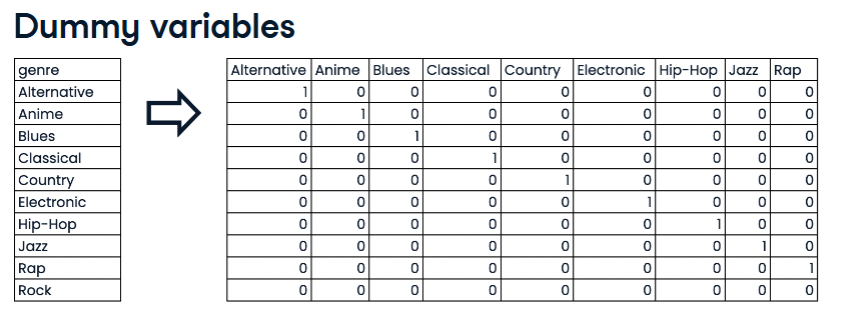 Dummy variables
genre
Alternative Anime Blues Classical Country Electronic Hip-Hop Jazz Rap
Alternative 1 0 0 0 0 0 0 0 0
Anime 0 1 0 0 0 0 0 0 0
Blues 0 0 1 0 0 0 0 0 0
Classical 0 0 0 1 0 0 0 0 0
Country 0 0 0 0 1 0 0 0 0
Electronic 0 0 0 0 0 1 0 0 0
Hip-Hop 0 0 0 0 0 0 1 0 0
Jazz 0 0 0 0 0 0 0 1 0
Rap 0 0 0 0 0 0 0 0 1
Rock 0 0 0 0 0 0 0 0 0